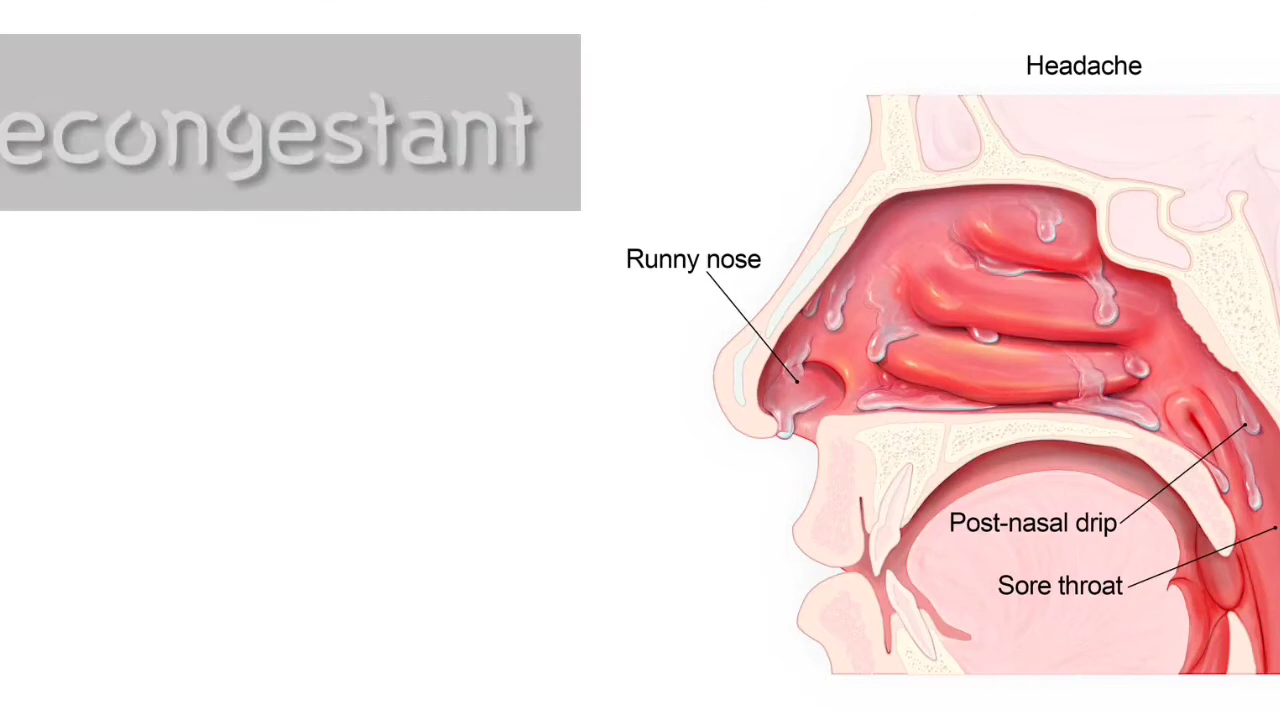 econgestant
Headache
Runny nose
Post-nasal drip
Sore throat